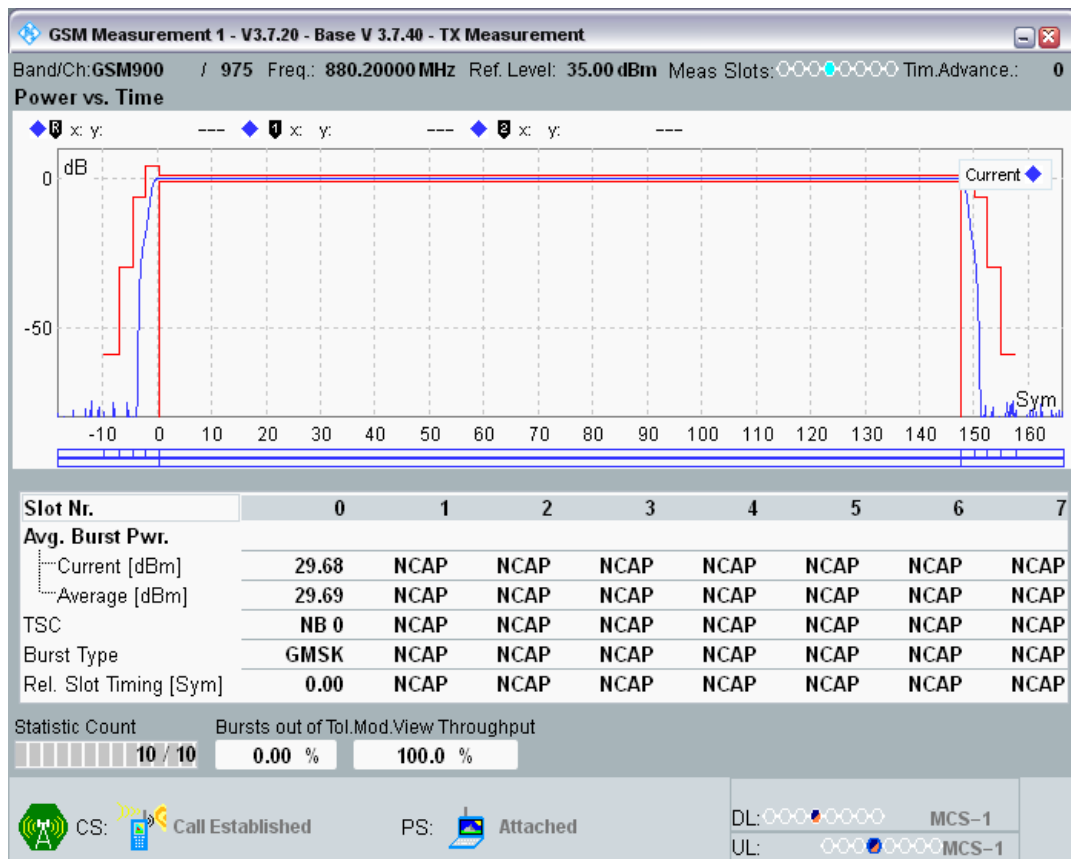 GSM Measurement 1 - V3.7.20 - Base V 3.7.40 - TX Measurement
Band/Ch:GSM900 / 975 Freq.: 880.20000 MHz Ref. Level: 35.00 dBm Meas Slots: Tim.Advance.: 0
Power vs. Time
R x: y: --- 1 x: y: --- 2 x: y: ---
dB
Current
0
-50
Sym
-10 0 10 20 30 40 50 60 70 80 90 100 110 120 130 140 150 160
Slot Nr. 0 1 2 3 4 5 6 7
Avg. Burst Pwr.
Current [dBm] 29.68 NCAP NCAP NCAP NCAP NCAP NCAP NCAP
Average [dBm] 29.69 NCAP NCAP NCAP NCAP NCAP NCAP NCAP
TSC NB 0 NCAP NCAP NCAP NCAP NCAP NCAP NCAP
Burst Type GMSK NCAP NCAP NCAP NCAP NCAP NCAP NCAP
Rel. Slot Timing [Sym] 0.00 NCAP NCAP NCAP NCAP NCAP NCAP NCAP
Statistic Count Bursts out of Tol.Mod.View Throughput
10 / 10 0.00 % 100.0 %
CS: Call Established PS: Attached
DL: MCS-1
UL: MCS-1